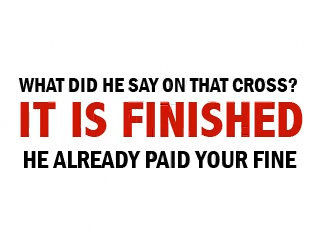 WHAT DID HE SAY ON THAT CROSS?
IT IS FINISHED
HE ALREADY PAID YOUR FINE